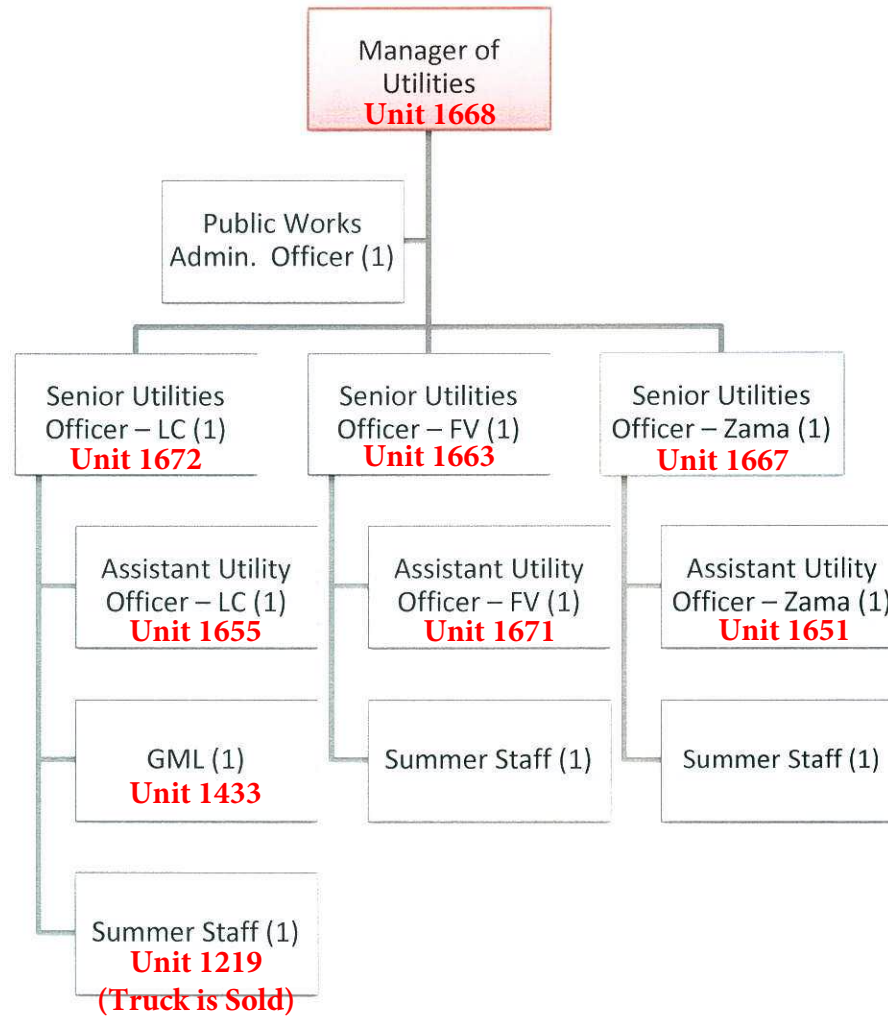 Manager of
Utilities
Unit 1668
Public Works
Admin. Officer (1)
Senior Utilities
Officer – LC (1)
Unit 1672
Senior Utilities
Officer – FV (1)
Unit 1663
Senior Utilities
Officer – Zama (1)
Unit 1667
Assistant Utility
Officer – LC (1)
Unit 1655
Assistant Utility
Officer – FV (1)
Unit 1671
Assistant Utility
Officer – Zama (1)
Unit 1651
GML (1)
Unit 1433
Summer Staff (1)
Summer Staff (1)
Summer Staff (1)
Unit 1219
(Truck is Sold)